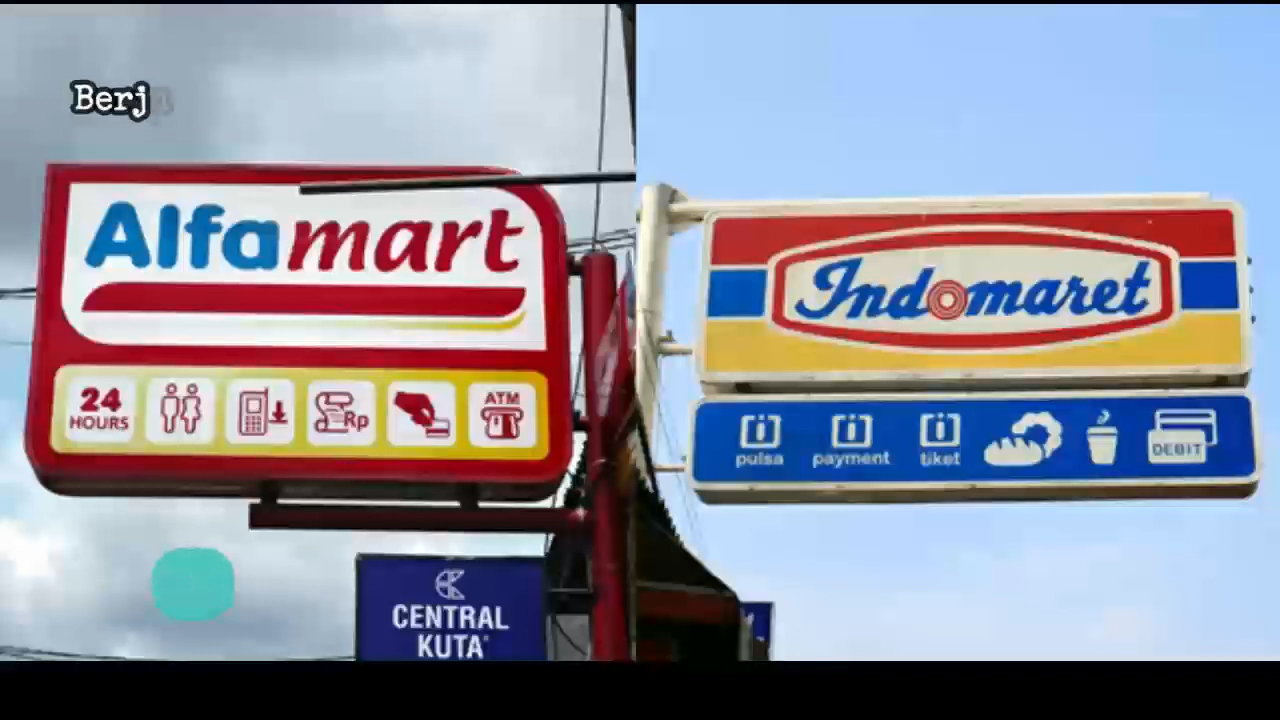 Berj
Alfamart
24
HOURS
Rp
ATM
CENTRAL
KUTA
Indomaret
pulsa
payment
tiket
DEBIT